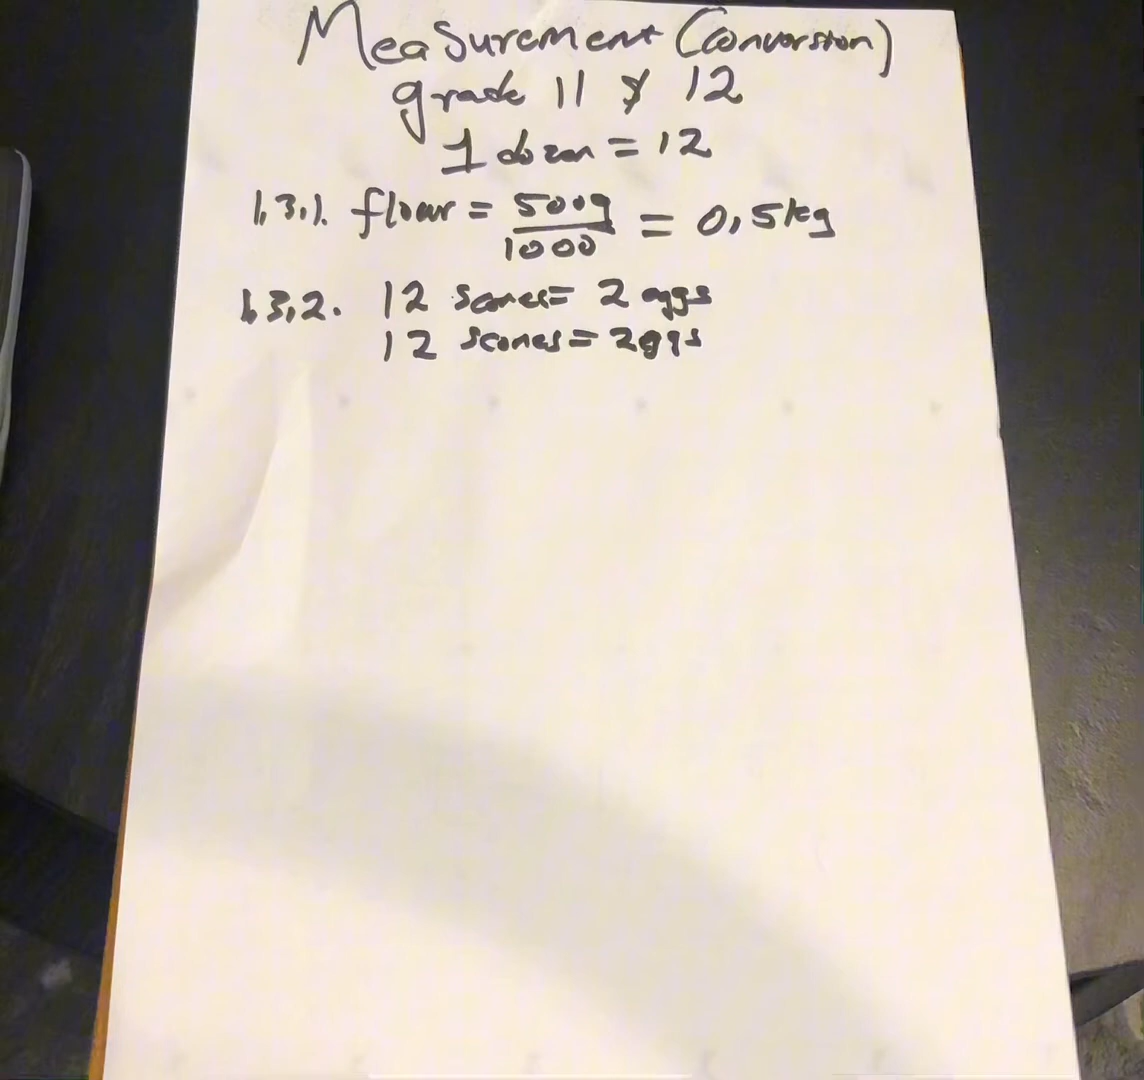 Measurement (Conversion)
grade 11 & 12
1 dozen = 12
1.3.1. flour = 500g / 1000 = 0,5kg
1.3.2. 12 scones = 2 eggs
12 scones = 2ggs